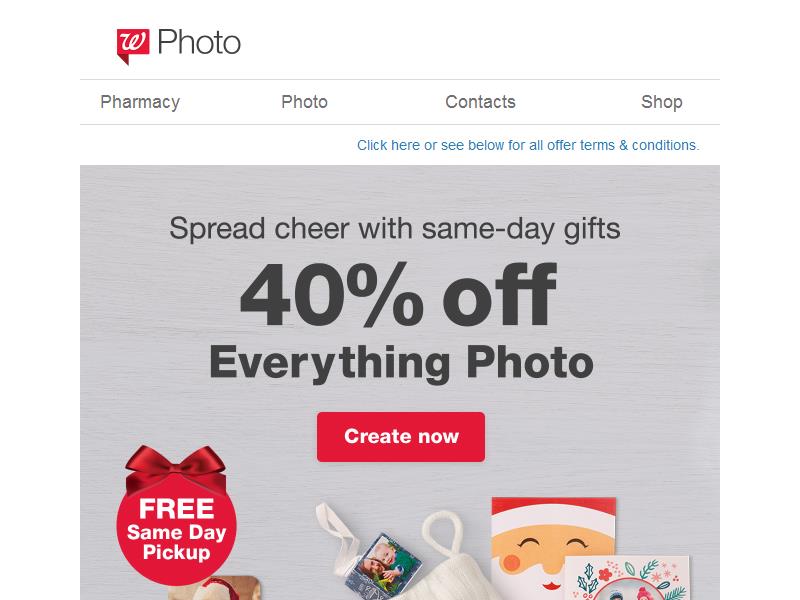 W Photo
Pharmacy Photo Contacts Shop
Click here or see below for all offer terms & conditions.
Spread cheer with same-day gifts
40% off
Everything Photo
Create now
FREE
Same Day
Pickup